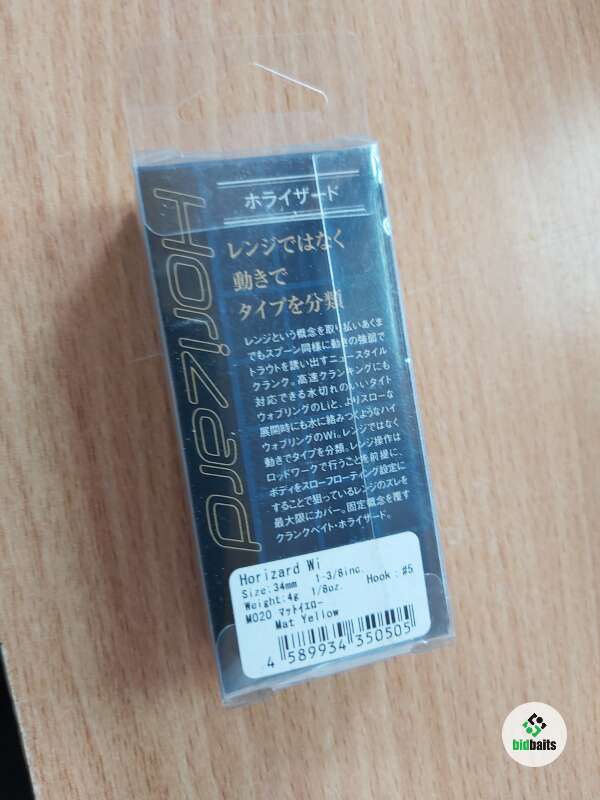 Horizard
ホライザード
レンジではなく
動きで
タイプを分類
レンジという概念を取り払いあくま
でもスプーン同様に動きの強弱で
トラウトを誘い出すニュースタイル
クランク。高速クランキングにも
対応できる水切れのいいタイト
ウォブリングのLiと、よりスローな
展開時にも水に絡みつくようなハイ
ウォブリングのWi。レンジではなく
動きでタイプを分類。レンジ操作は
ロッドワークで行うことを前提に、
ボディをスローフローティング設定に
することで狙っているレンジのズレを
最大限にカバー。固定概念を覆す
クランクベイト・ホライザード。
Horizard Wi
Size:34mm 1-3/8inc.
Weight:4g 1/8oz. Hook:#5
M020 マットイエロー
Mat Yellow
4 589934 350505
bidbaits